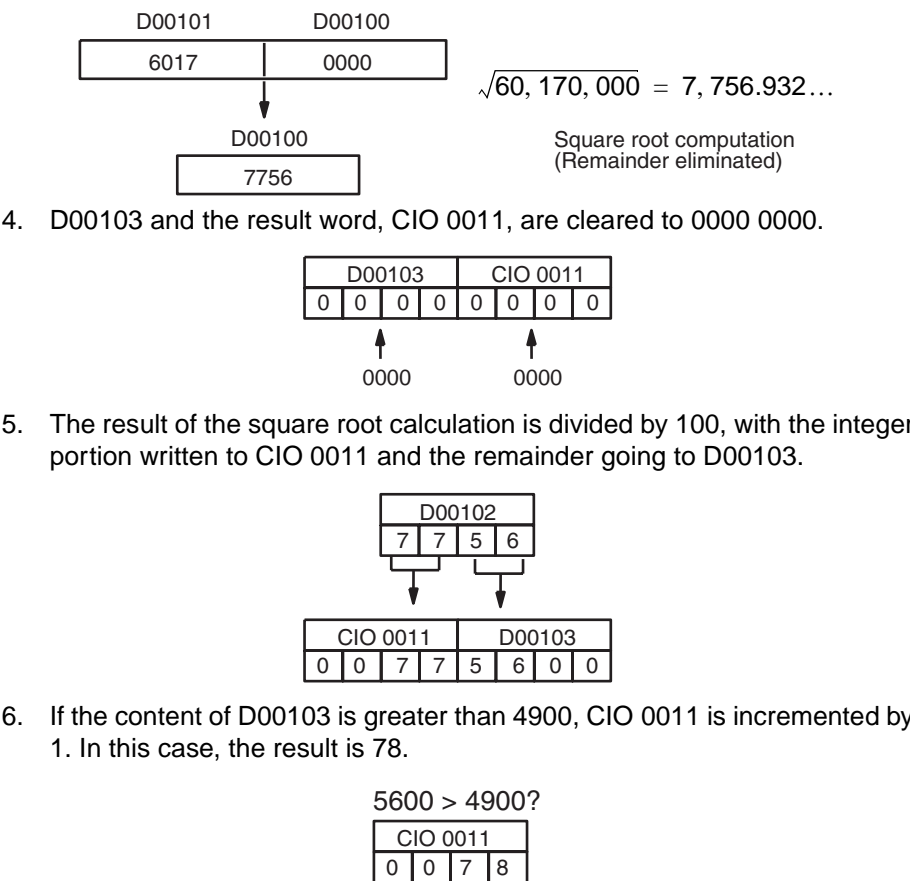 D00101 D00100
6017 0000
√60, 170, 000 = 7, 756.932…
D00100
7756
Square root computation
(Remainder eliminated)
4. D00103 and the result word, CIO 0011, are cleared to 0000 0000.
D00103 CIO 0011
0 0 0 0 0 0 0 0
0000 0000
5. The result of the square root calculation is divided by 100, with the integer
portion written to CIO 0011 and the remainder going to D00103.
D00102
7 7 5 6
CIO 0011 D00103
0 0 7 7 5 6 0 0
6. If the content of D00103 is greater than 4900, CIO 0011 is incremented by
1. In this case, the result is 78.
5600 > 4900?
CIO 0011
0 0 7 8